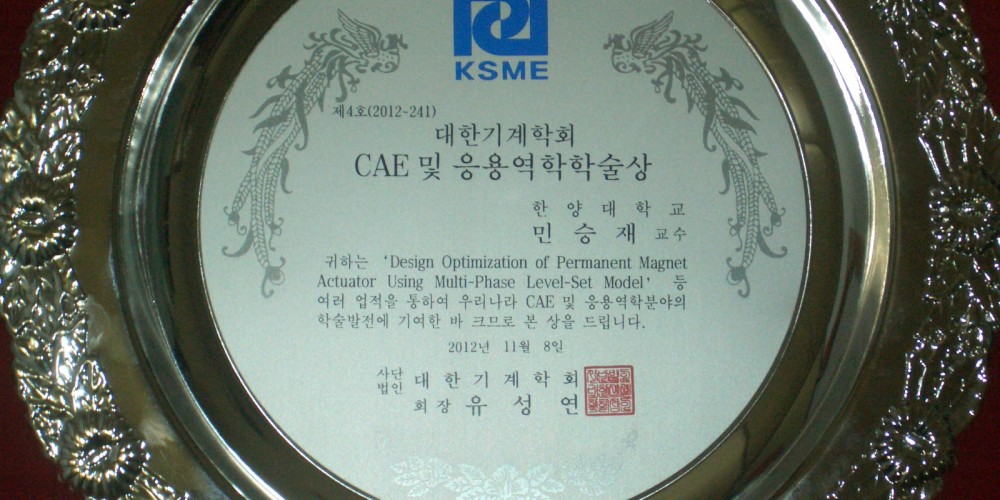 KSME
제4호(2012-241)
대한기계학회
CAE 및 응용역학학술상
한양대학교
민승재 교수
귀하는 ‘Design Optimization of Permanent Magnet
Actuator Using Multi-Phase Level-Set Model’ 등
여러 업적을 통하여 우리나라 CAE 및 응용역학분야의
학술발전에 기여한 바 크므로 본 상을 드립니다.
2012년 11월 8일
사단법인 대한기계학회
회장 유성연